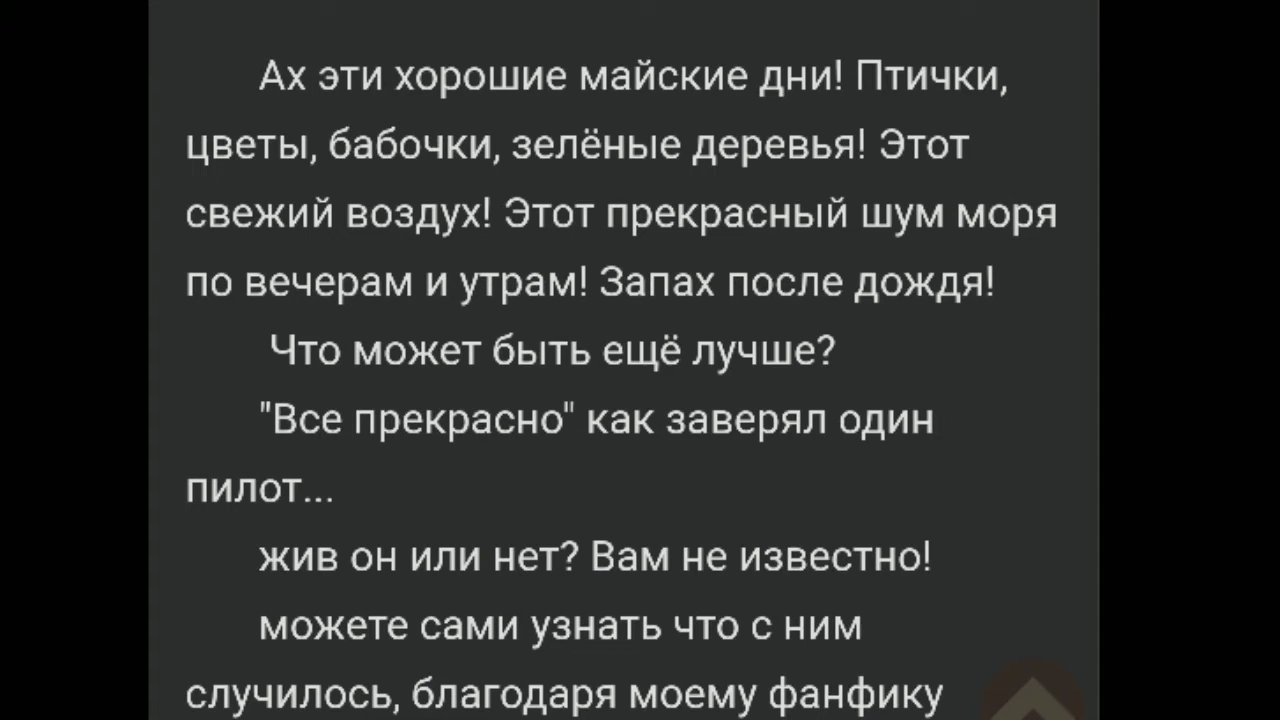 Ах эти хорошие майские дни! Птички,
цветы, бабочки, зелёные деревья! Этот
свежий воздух! Этот прекрасный шум моря
по вечерам и утрам! Запах после дождя!
Что может быть ещё лучше?
"Все прекрасно" как заверял один
пилот...
жив он или нет? Вам не известно!
можете сами узнать что с ним
случилось, благодаря моему фанфику